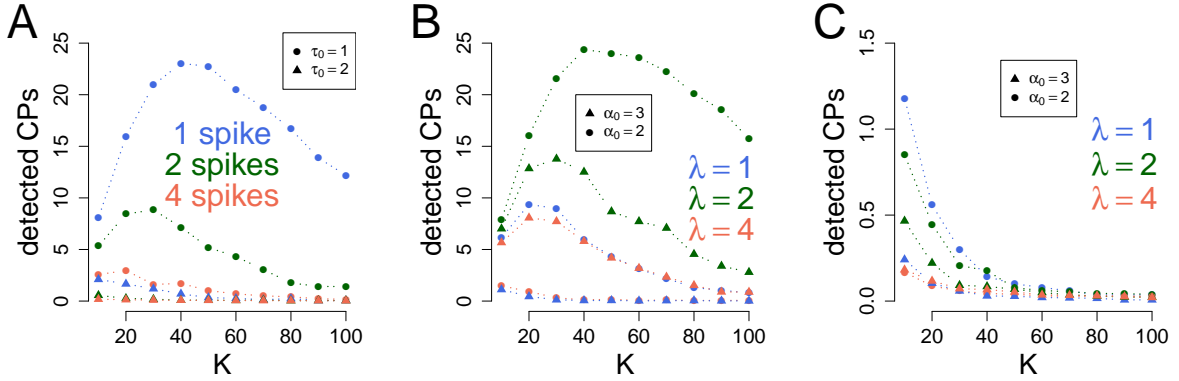 A
detected CPs
25
20
15
10
5
0
20 40 60 80 100
K
τ₀ = 1
τ₀ = 2
1 spike
2 spikes
4 spikes
B
detected CPs
25
20
15
10
5
0
20 40 60 80 100
K
α₀ = 3
α₀ = 2
λ = 1
λ = 2
λ = 4
C
detected CPs
1.5
1.0
0.5
0.0
20 40 60 80 100
K
α₀ = 3
α₀ = 2
λ = 1
λ = 2
λ = 4